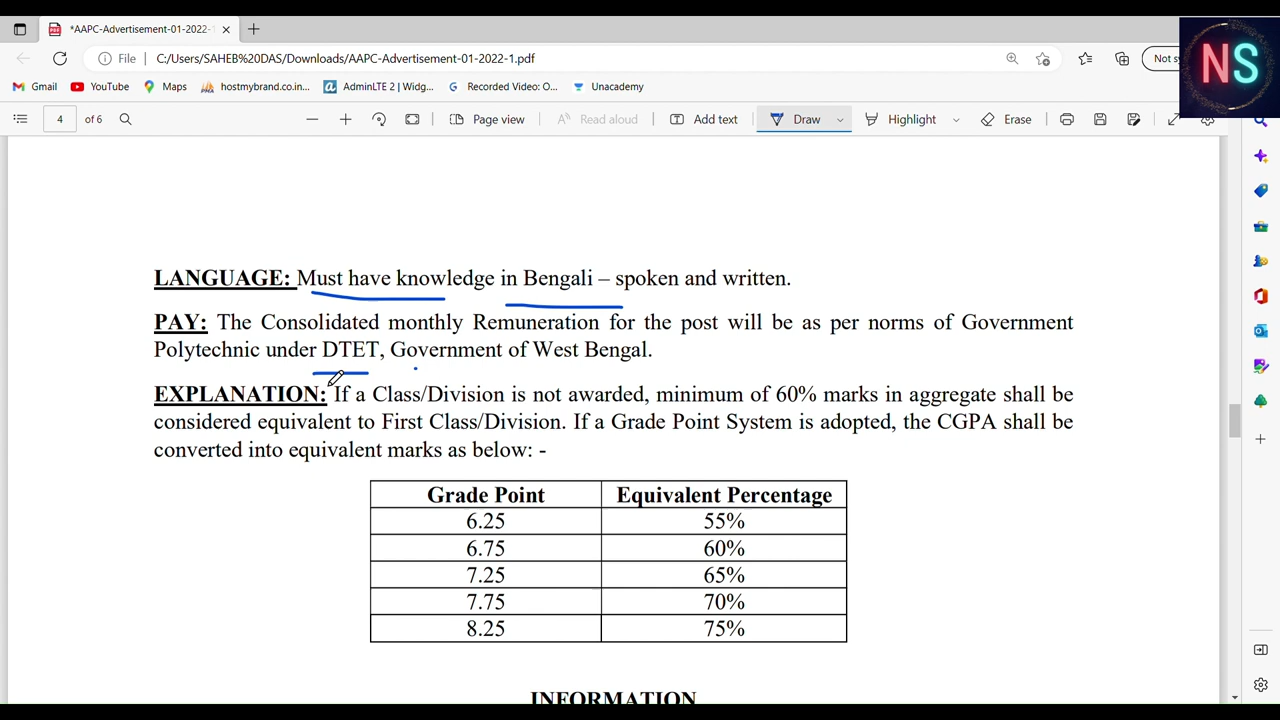 *AAPC-Advertisement-01-2022-
File C:/Users/SAHEB%20DAS/Downloads/AAPC-Advertisement-01-2022-1.pdf Not s
NS
Gmail YouTube Maps hostmybrand.co.in... AdminLTE 2 | Widg... Recorded Video: O... Unacademy
4 of 6 Page view Read aloud Add text Draw Highlight Erase
LANGUAGE: Must have knowledge in Bengali – spoken and written.
PAY: The Consolidated monthly Remuneration for the post will be as per norms of Government
Polytechnic under DTET, Government of West Bengal.
EXPLANATION: If a Class/Division is not awarded, minimum of 60% marks in aggregate shall be
considered equivalent to First Class/Division. If a Grade Point System is adopted, the CGPA shall be
converted into equivalent marks as below: -
Grade Point Equivalent Percentage
6.25 55%
6.75 60%
7.25 65%
7.75 70%
8.25 75%
INFORMATION